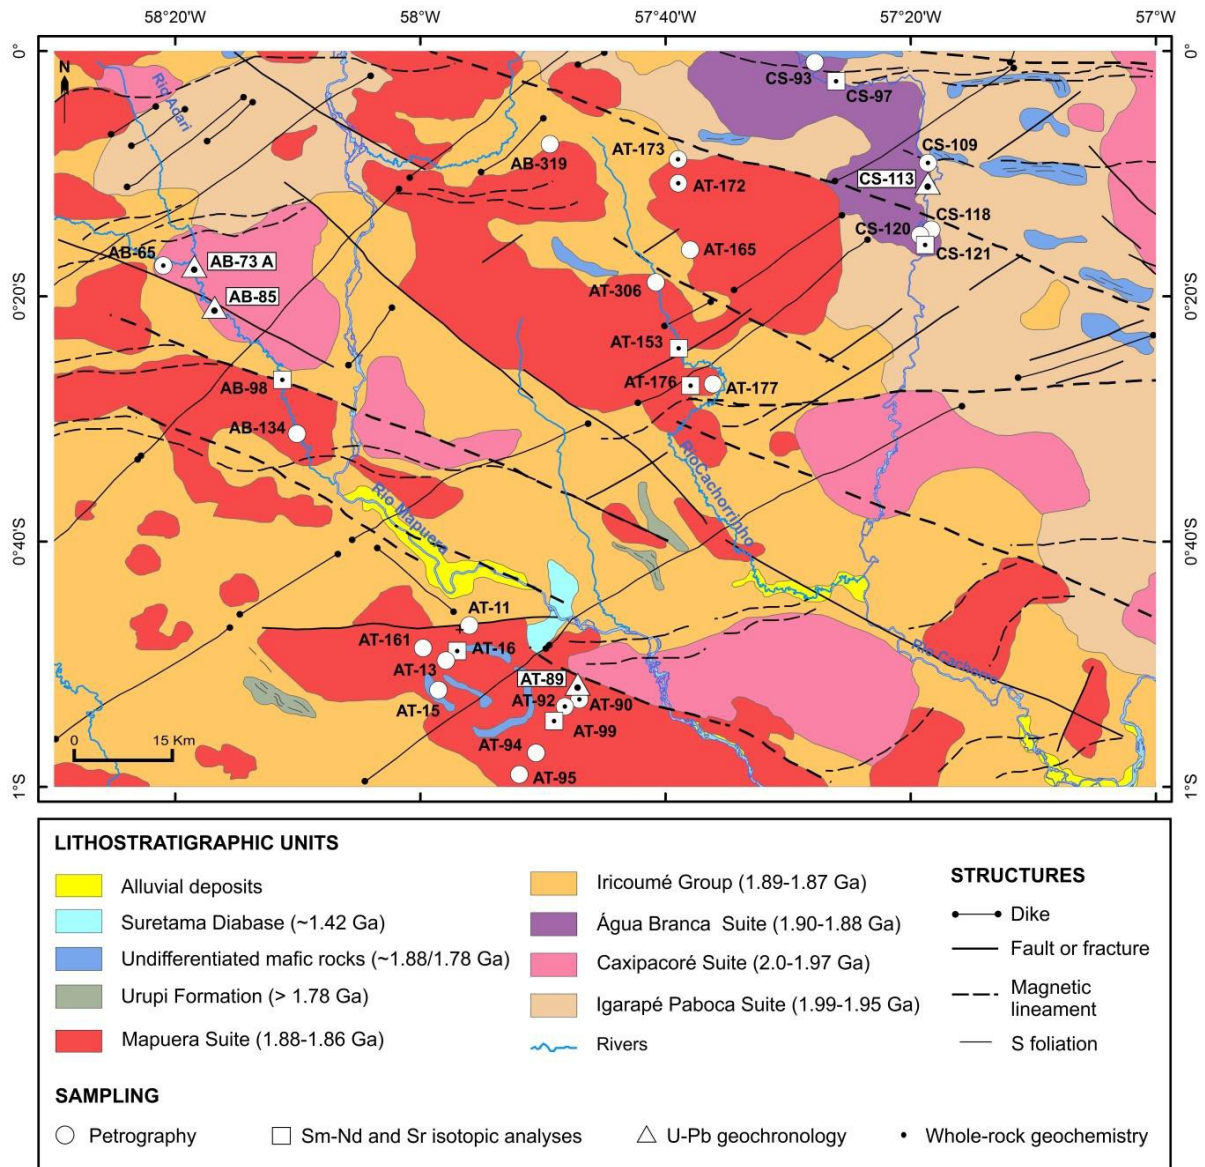 58°20'W 58°W 57°40'W 57°20'W 57°W
0° 0°
N
Rio Adari
CS-93
CS-97
AB-319
AT-173
CS-109
AT-172
CS-113
CS-118
CS-120
CS-121
AB-65
AB-73 A
AT-165
AB-85
AT-306
0°20'S 0°20'S
AT-153
AB-98
AT-176
AT-177
AB-134
Rio Mapuera
RioCachorrinho
0°40'S 0°40'S
AT-11
AT-161
AT-16
AT-13
AT-15
AT-89
AT-92
AT-90
AT-99
AT-94
AT-95
Rio Cachorro
0 15 Km
1°S 1°S
LITHOSTRATIGRAPHIC UNITS
Alluvial deposits
Suretama Diabase (~1.42 Ga)
Undifferentiated mafic rocks (~1.88/1.78 Ga)
Urupi Formation (> 1.78 Ga)
Mapuera Suite (1.88-1.86 Ga)
Iricoumé Group (1.89-1.87 Ga)
Água Branca Suite (1.90-1.88 Ga)
Caxipacoré Suite (2.0-1.97 Ga)
Igarapé Paboca Suite (1.99-1.95 Ga)
Rivers
STRUCTURES
Dike
Fault or fracture
Magnetic
lineament
S foliation
SAMPLING
Petrography
Sm-Nd and Sr isotopic analyses
U-Pb geochronology
Whole-rock geochemistry